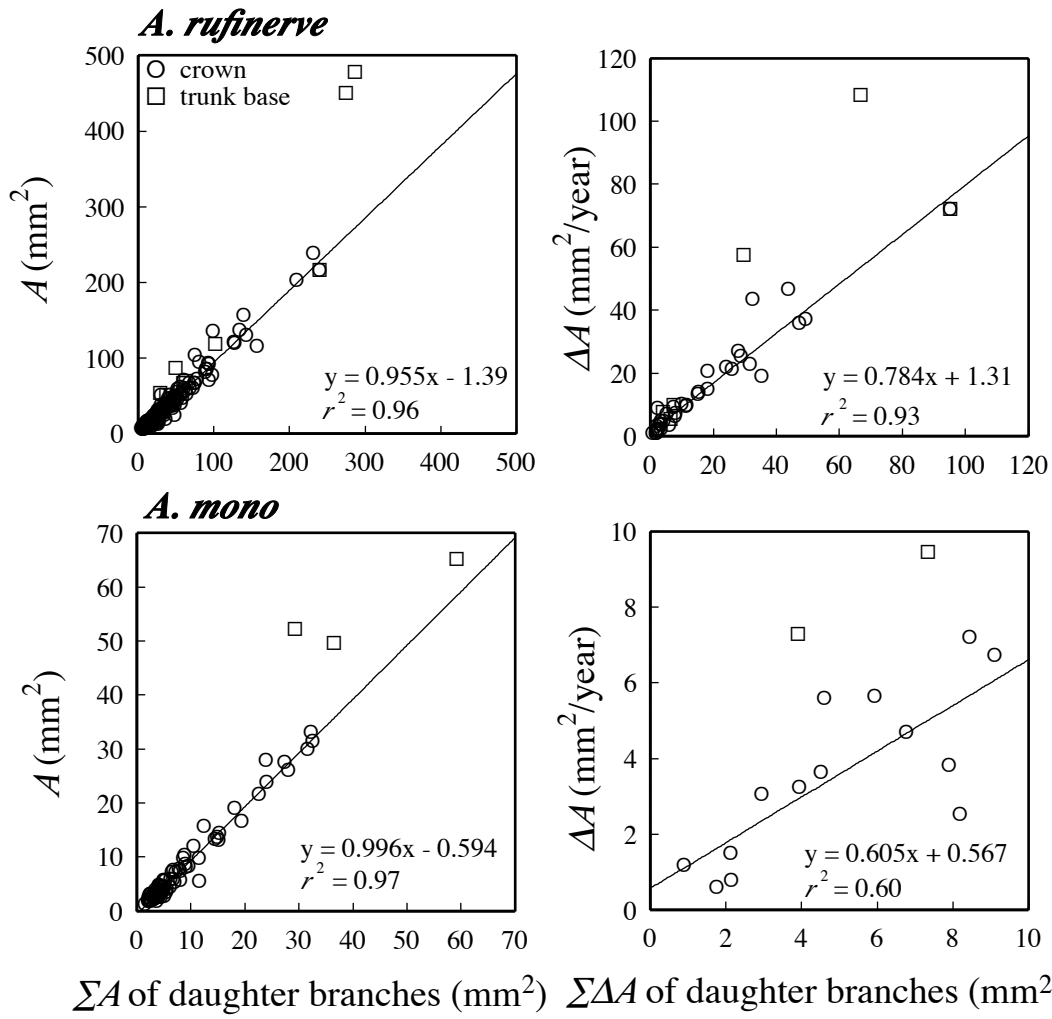 A. rufinerve
500
400
300
200
100
0
0 100 200 300 400 500
A (mm²)
crown
trunk base
y = 0.955x - 1.39
r² = 0.96
120
100
80
60
40
20
0
0 20 40 60 80 100 120
ΔA (mm²/year)
y = 0.784x + 1.31
r² = 0.93
A. mono
70
60
50
40
30
20
10
0
0 10 20 30 40 50 60 70
A (mm²)
y = 0.996x - 0.594
r² = 0.97
ΣA of daughter branches (mm²)
10
8
6
4
2
0
0 2 4 6 8 10
ΔA (mm²/year)
y = 0.605x + 0.567
r² = 0.60
ΣΔA of daughter branches (mm²